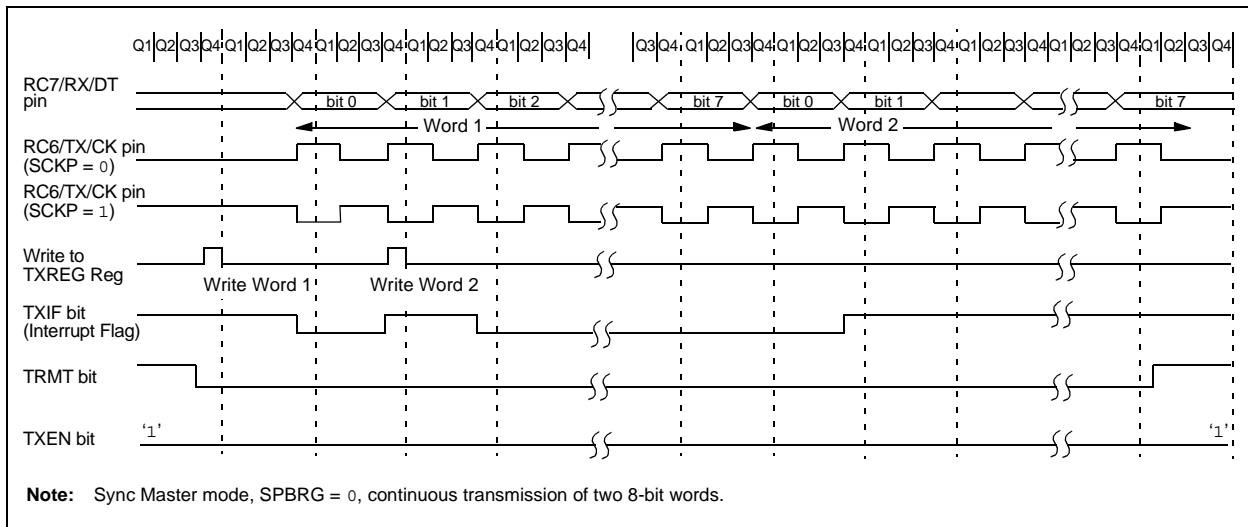 Q1 Q2 Q3 Q4 Q1 Q2 Q3 Q4 Q1 Q2 Q3 Q4 Q1 Q2 Q3 Q4 Q1 Q2 Q3 Q4 Q3 Q4 Q1 Q2 Q3 Q4 Q1 Q2 Q3 Q4 Q1 Q2 Q3 Q4 Q1 Q2 Q3 Q4 Q1 Q2 Q3 Q4 Q1 Q2 Q3 Q4
RC7/RX/DT
pin
bit 0 bit 1 bit 2 bit 7 bit 0 bit 1 bit 7
Word 1 Word 2
RC6/TX/CK pin
(SCKP = 0)
RC6/TX/CK pin
(SCKP = 1)
Write to
TXREG Reg
Write Word 1 Write Word 2
TXIF bit
(Interrupt Flag)
TRMT bit
TXEN bit
‘1’ ‘1’
Note: Sync Master mode, SPBRG = 0, continuous transmission of two 8-bit words.